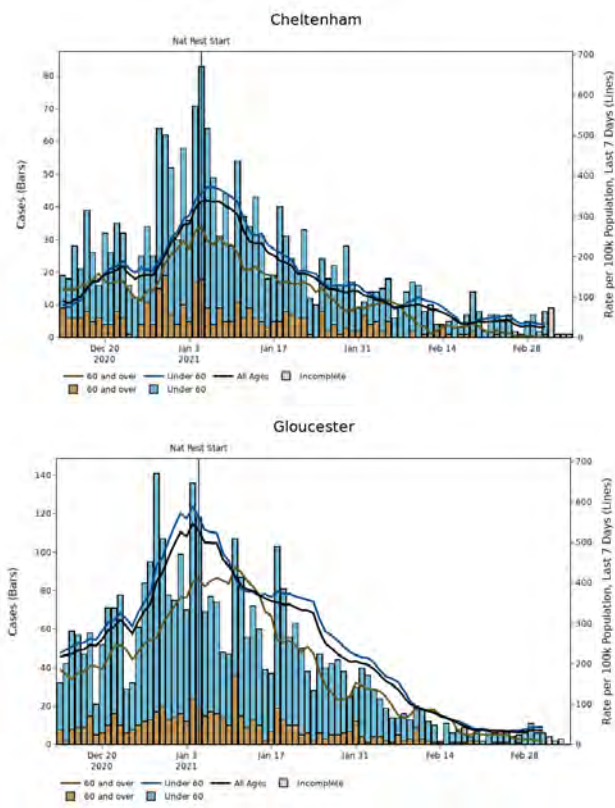 Cheltenham
Nat Rest Start
Cases (Bars)
80
70
60
50
40
30
20
10
0
700
600
500
400
300
200
100
0
Rate per 100k Population, Last 7 Days (Lines)
Dec 20
2020
Jan 3
2021
Jan 17
Jan 31
Feb 14
Feb 28
60 and over Under 60 All Ages Incomplete
60 and over Under 60
Gloucester
Nat Rest Start
Cases (Bars)
140
120
100
80
60
40
20
0
700
600
500
400
300
200
100
0
Rate per 100k Population, Last 7 Days (Lines)
Dec 20
2020
Jan 3
2021
Jan 17
Jan 31
Feb 14
Feb 28
60 and over Under 60 All Ages Incomplete
60 and over Under 60